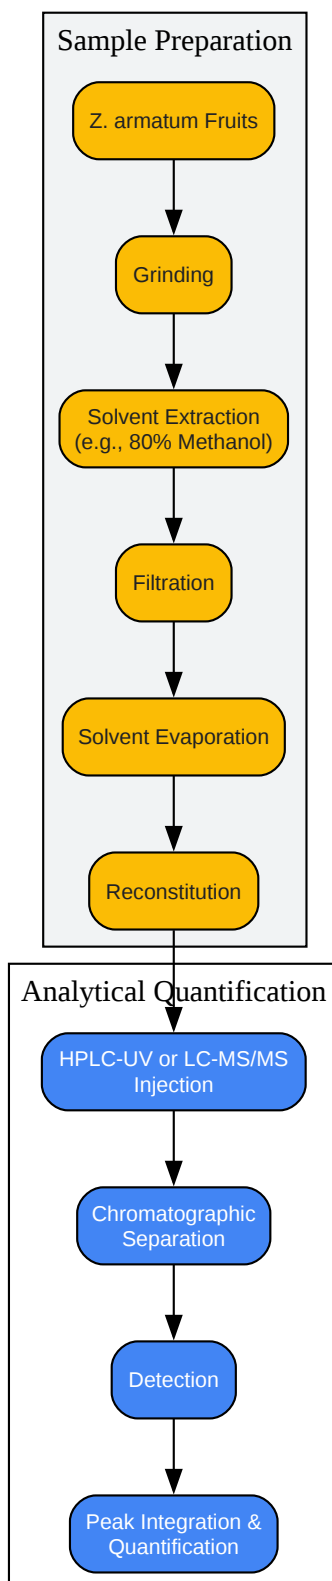 Sample Preparation
Z. armatum Fruits
Grinding
Solvent Extraction
(e.g., 80% Methanol)
Filtration
Solvent Evaporation
Reconstitution
Analytical Quantification
HPLC-UV or LC-MS/MS
Injection
Chromatographic
Separation
Detection
Peak Integration &
Quantification